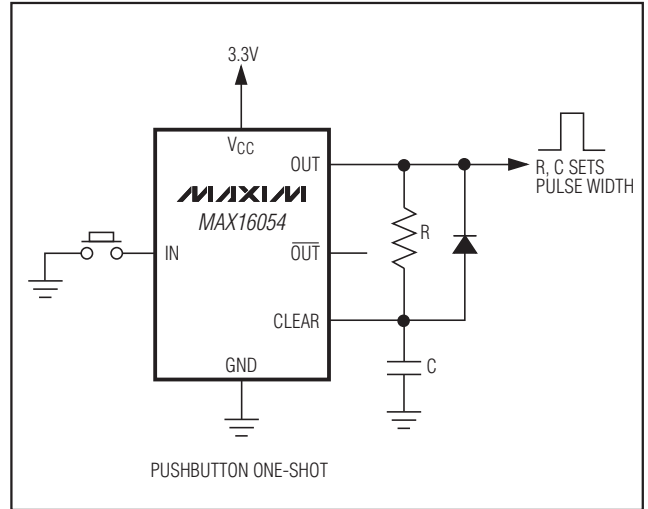 3.3V
VCC
OUT
MAXIM
MAX16054
R, C SETS
PULSE WIDTH
R
IN
OUT
CLEAR
GND
C
PUSHBUTTON ONE-SHOT